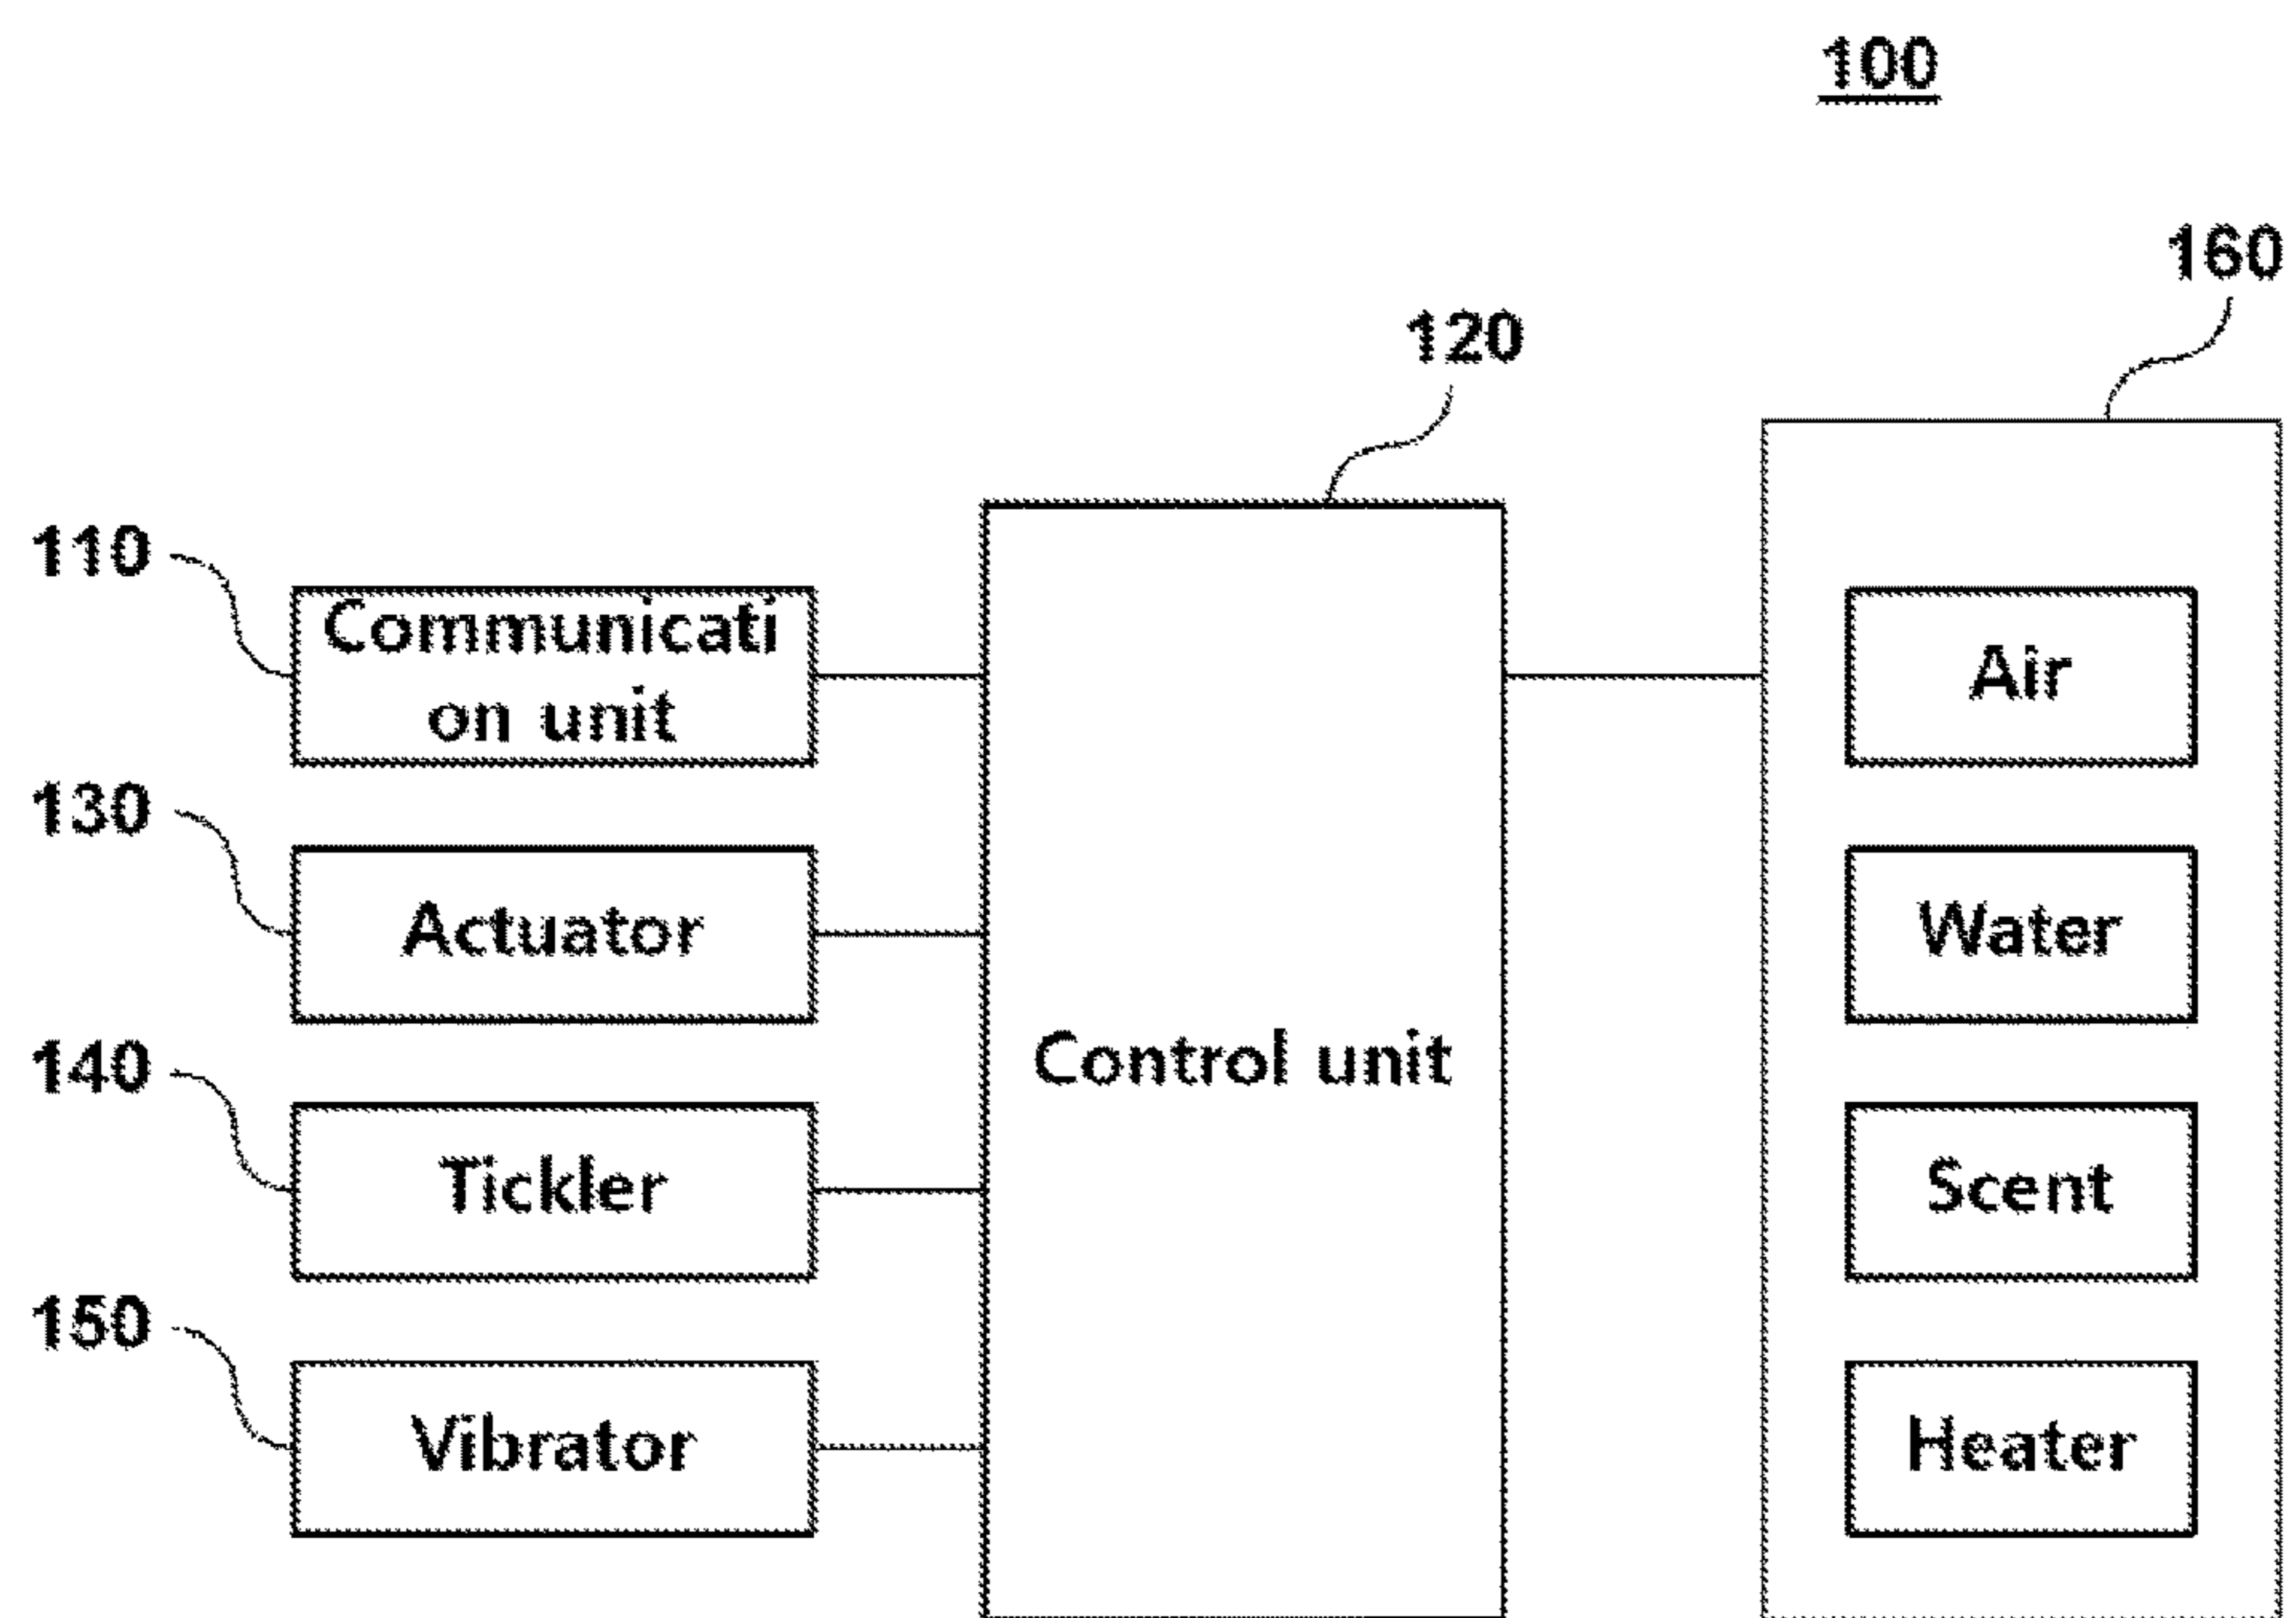 100
160
120
110
Communicati
on unit
Air
130
Actuator
Water
Control unit
140
Tickler
Scent
150
Vibrator
Heater